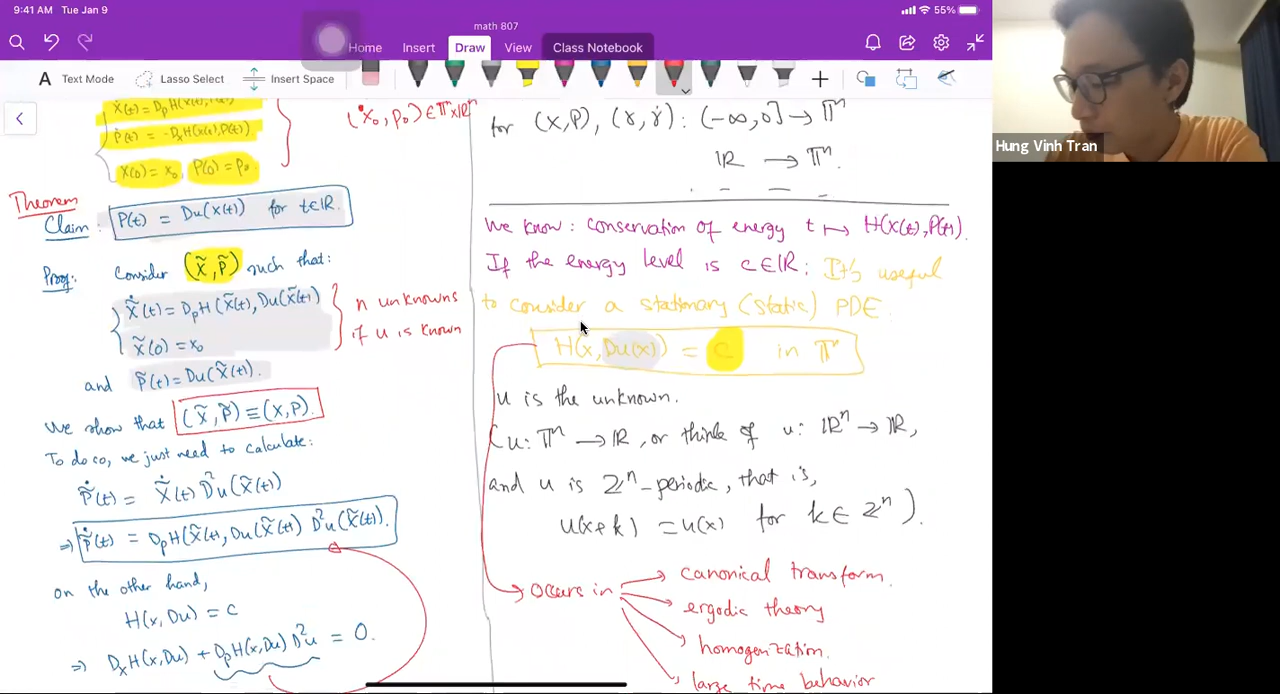 9:41 AM Tue Jan 9
55%
math 807
Home Insert Draw View Class Notebook
A Text Mode Lasso Select Insert Space
Hung Vinh Tran
Ẋ(t) = DpH(X(t), P(t))
Ṗ(t) = -DxH(X(t), P(t))
X(0) = x₀, P(0) = p₀
(x₀, p₀) ∈ 𝕋ⁿ×ℝⁿ
Theorem
Claim: P(t) = Du(X(t)) for t∈ℝ.
Proof: Consider (X̃, P̃) such that:
X̃̇(t) = DpH(X̃(t), Du(X̃(t))
X̃(0) = x₀
n unknowns
if u is known
and P̃(t) = Du(X̃(t)).
We show that (X̃, P̃) ≡ (X, P).
To do so, we just need to calculate:
P̃̇(t) = X̃̇(t) D²u(X̃(t))
⇒ P̃̇(t) = DpH(X̃(t), Du(X̃(t)) D²u(X̃(t)).
on the other hand,
H(x, Du) = c
⇒ DxH(x, Du) + DpH(x, Du) D²u = 0.
for (X, P), (γ, γ̇): (-∞, 0] → 𝕋ⁿ
ℝ → 𝕋ⁿ.
We know: conservation of energy t ↦ H(X(t), P(t)).
If the energy level is c∈ℝ: It's useful
to consider a stationary (static) PDE
H(x, Du(x)) = c in 𝕋ⁿ
u is the unknown.
(u: 𝕋ⁿ → ℝ, or think of u: ℝⁿ → ℝ,
and u is ℤⁿ-periodic, that is,
u(x+k) = u(x) for k∈ ℤⁿ).
Occurs in
canonical transform.
ergodic theory
homogenization.
large time behavior